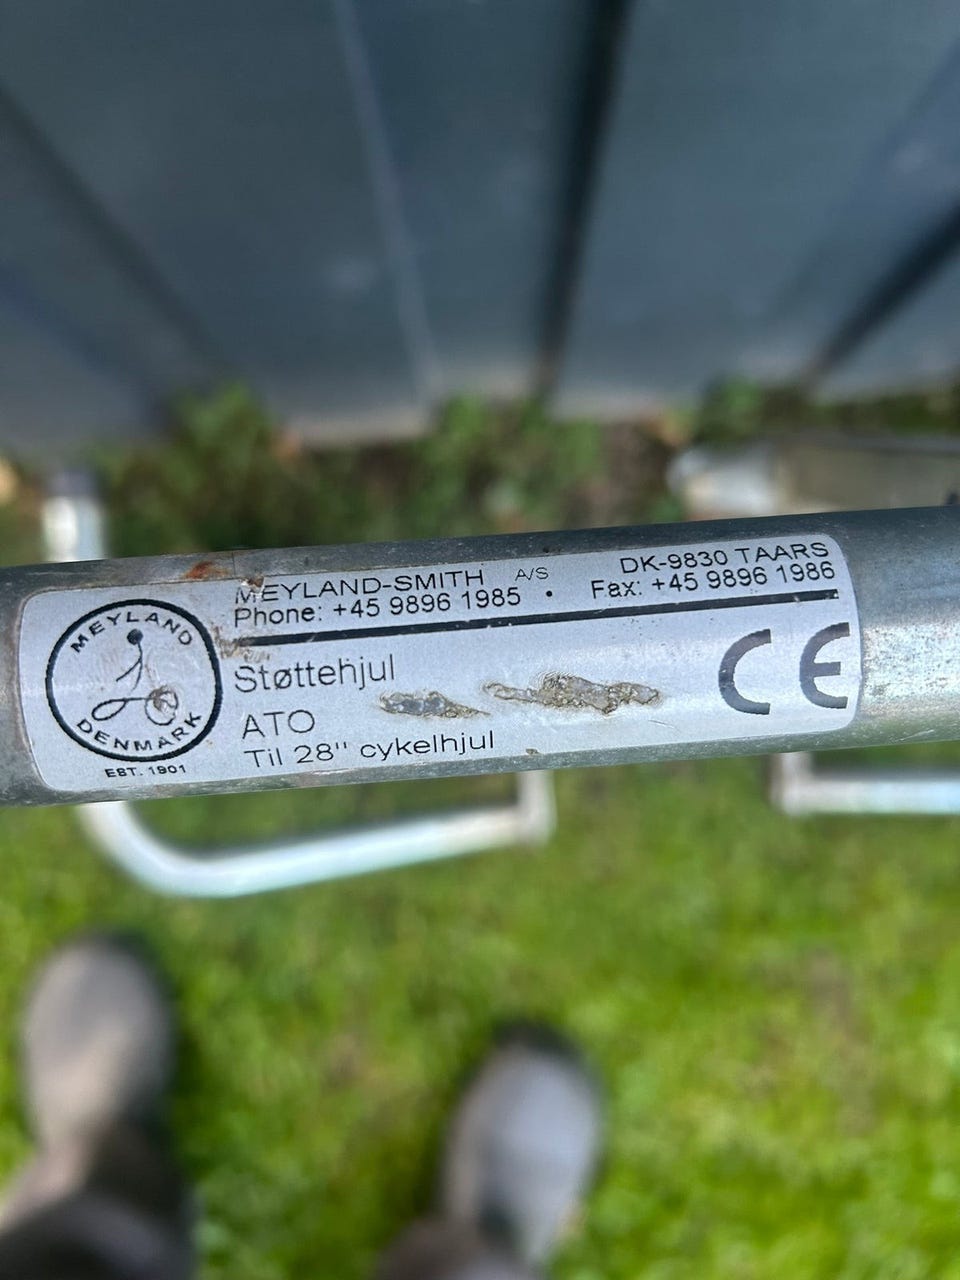 MEYLAND
DENMARK
EST. 1901
MEYLAND-SMITH A/S DK-9830 TAARS
Phone: +45 9896 1985 • Fax: +45 9896 1986
Støttehjul
ATO
Til 28" cykelhjul
CE